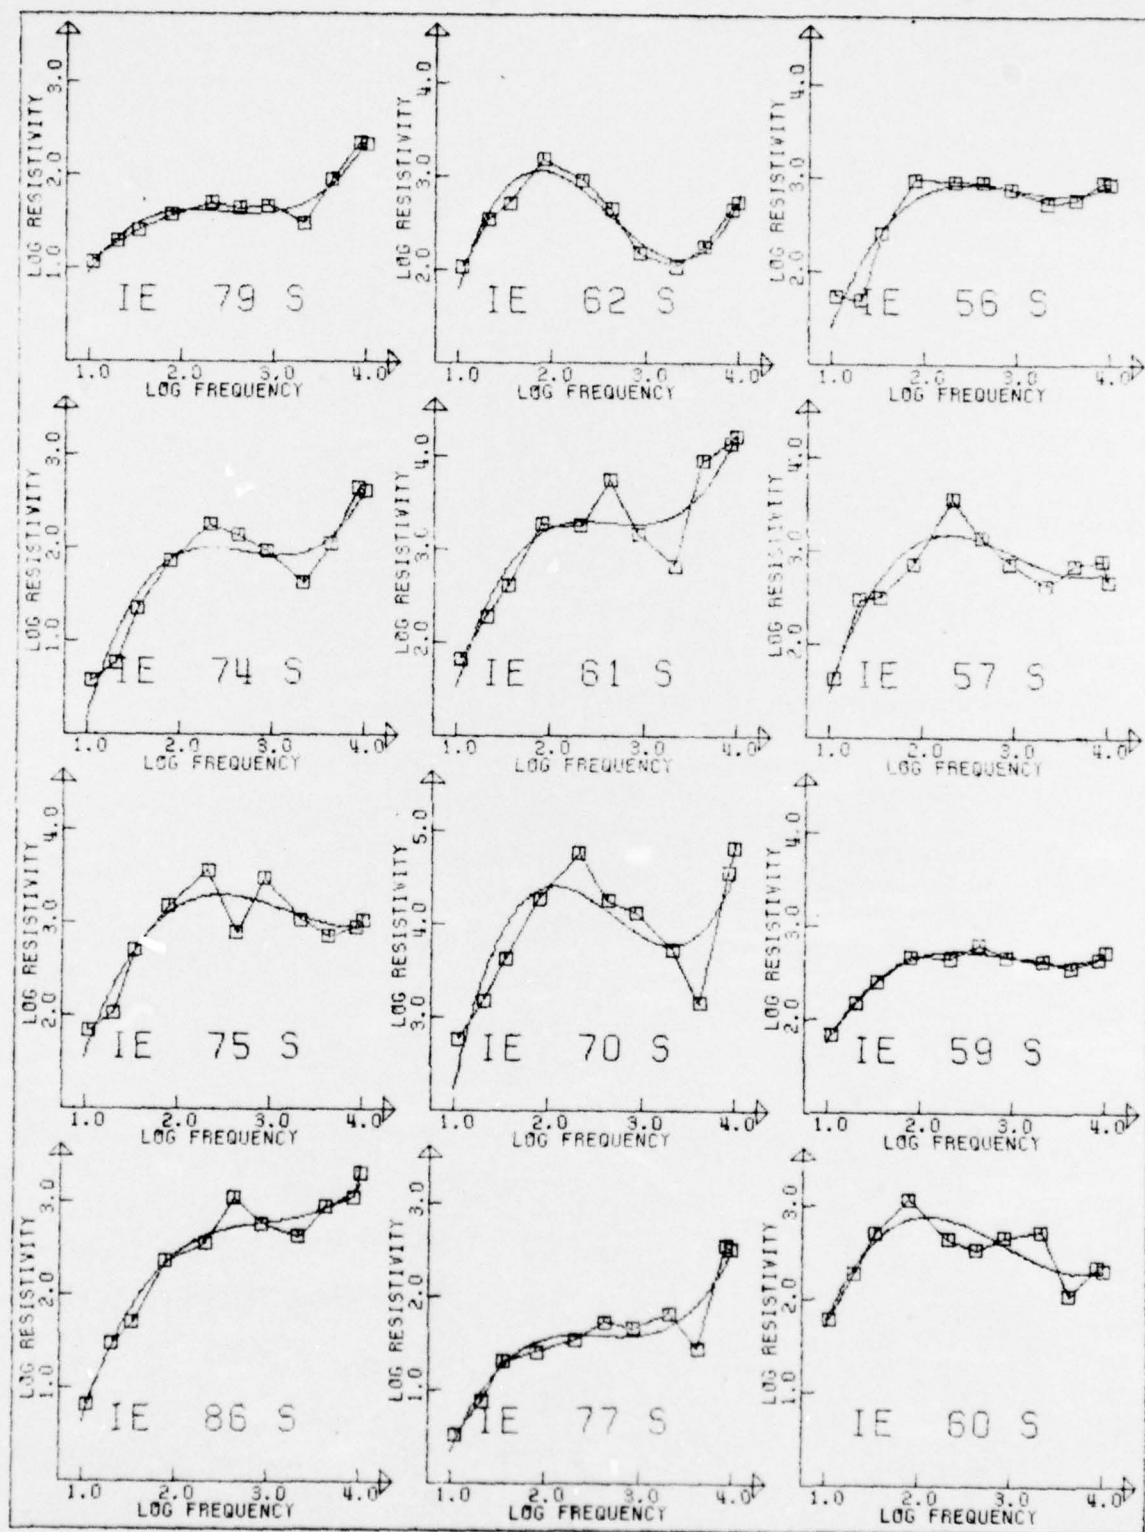 LOG RESISTIVITY
1.0 2.0 3.0
IE 79 S
1.0 2.0 3.0 4.0
LOG FREQUENCY
LOG RESISTIVITY
2.0 3.0 4.0
IE 62 S
1.0 2.0 3.0 4.0
LOG FREQUENCY
LOG RESISTIVITY
2.0 3.0 4.0
IE 56 S
1.0 2.0 3.0 4.0
LOG FREQUENCY
LOG RESISTIVITY
1.0 2.0 3.0
IE 74 S
1.0 2.0 3.0 4.0
LOG FREQUENCY
LOG RESISTIVITY
2.0 3.0 4.0
IE 61 S
1.0 2.0 3.0 4.0
LOG FREQUENCY
LOG RESISTIVITY
2.0 3.0 4.0
IE 57 S
1.0 2.0 3.0 4.0
LOG FREQUENCY
LOG RESISTIVITY
2.0 3.0 4.0
IE 75 S
1.0 2.0 3.0 4.0
LOG FREQUENCY
LOG RESISTIVITY
3.0 4.0 5.0
IE 70 S
1.0 2.0 3.0 4.0
LOG FREQUENCY
LOG RESISTIVITY
2.0 3.0 4.0
IE 59 S
1.0 2.0 3.0 4.0
LOG FREQUENCY
LOG RESISTIVITY
1.0 2.0 3.0
IE 86 S
1.0 2.0 3.0 4.0
LOG FREQUENCY
LOG RESISTIVITY
1.0 2.0 3.0
IE 77 S
1.0 2.0 3.0 4.0
LOG FREQUENCY
LOG RESISTIVITY
1.0 2.0 3.0
IE 60 S
1.0 2.0 3.0 4.0
LOG FREQUENCY